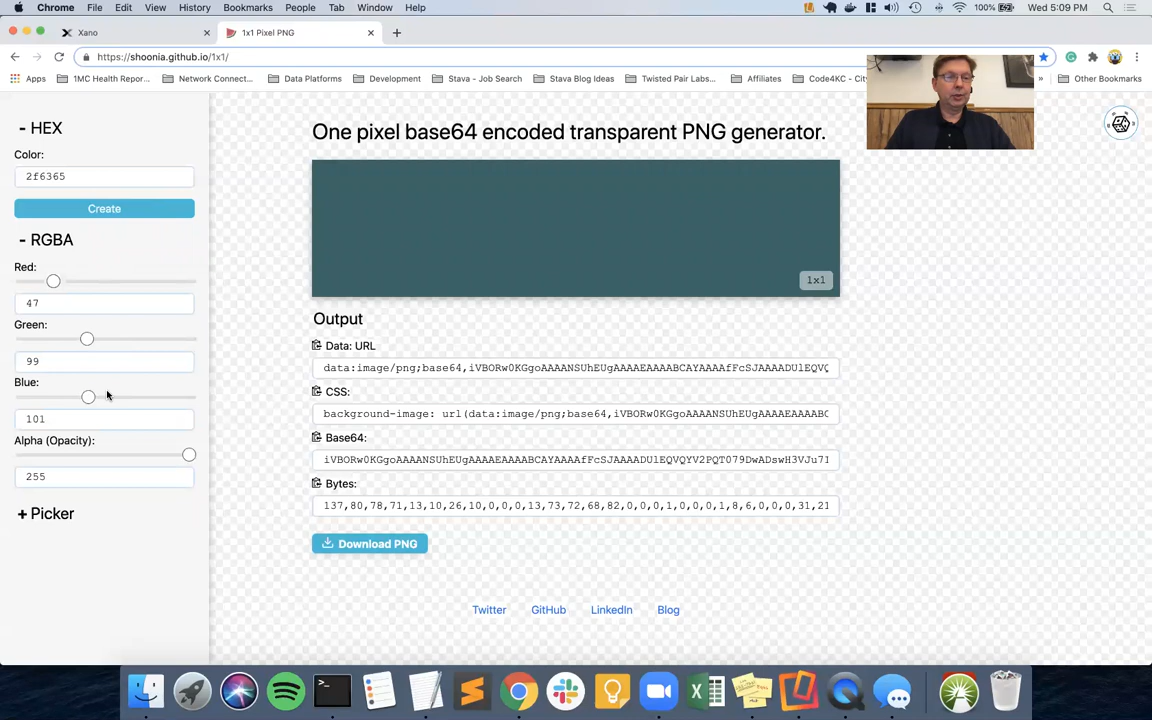 Chrome File Edit View History Bookmarks People Tab Window Help 100% Wed 5:09 PM
Xano × 1x1 Pixel PNG × +
https://shoonia.github.io/1x1/
Apps 1MC Health Repor... Network Connect... Data Platforms Development Stava - Job Search Stava Blog Ideas Twisted Pair Labs... Affiliates Code4KC - » Other Bookmarks
- HEX
Color:
2f6365
Create
- RGBA
Red:
47
Green:
99
Blue:
101
Alpha (Opacity):
255
+ Picker
One pixel base64 encoded transparent PNG generator.
1x1
Output
Data: URL
data:image/png;base64,iVBORw0KGgoAAAANSUhEUgAAAAEAAAABCAYAAAAfFcSJAAAADUlEQVQ
CSS:
background-image: url(data:image/png;base64,iVBORw0KGgoAAAANSUhEUgAAAAEAAAABC
Base64:
iVBORw0KGgoAAAANSUhEUgAAAAEAAAABCAYAAAAfFcSJAAAADUlEQVQYV2PQT079DwADswH3VJu71
Bytes:
137,80,78,71,13,10,26,10,0,0,0,13,73,72,68,82,0,0,0,1,0,0,0,1,8,6,0,0,0,31,21
Download PNG
Twitter GitHub LinkedIn Blog